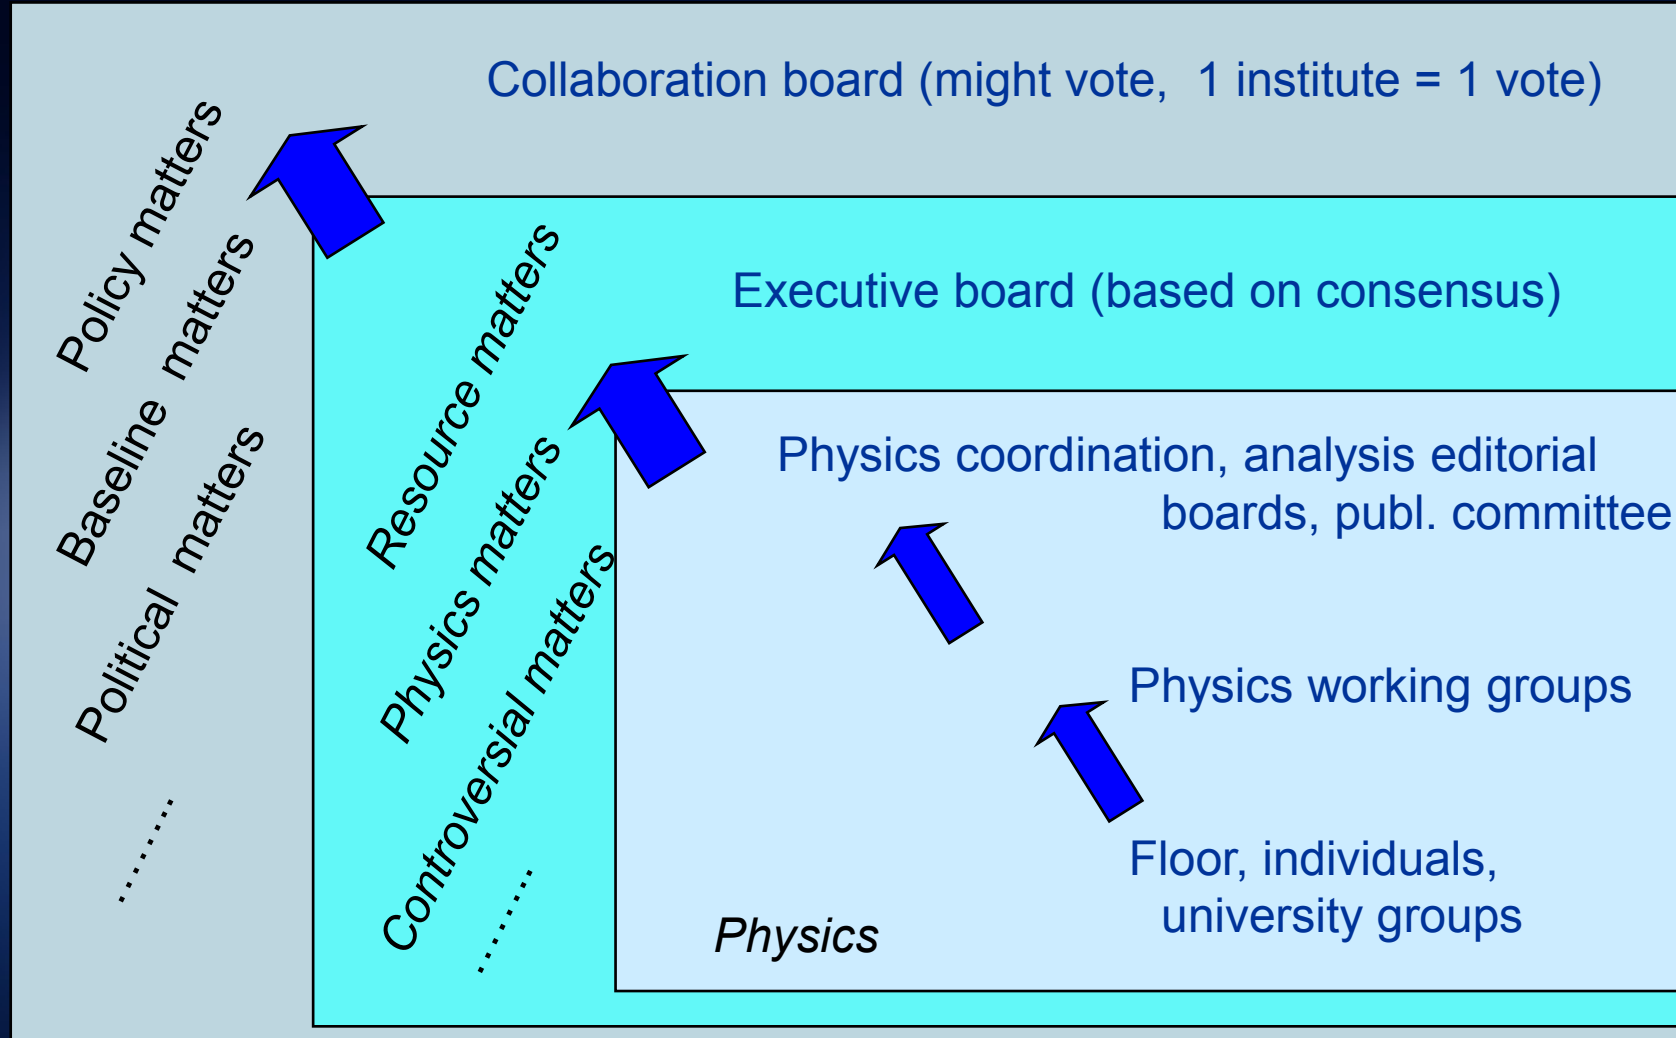 Collaboration board (might vote,  1 institute = 1 vote)
Policy matters
Baseline  matters
Political  matters
........
Executive board (based on consensus)
Resource matters
Physics matters
Controversial matters
........
Physics coordination, analysis editorial
boards, publ. committee
Physics working groups
Floor, individuals,
university groups
Physics